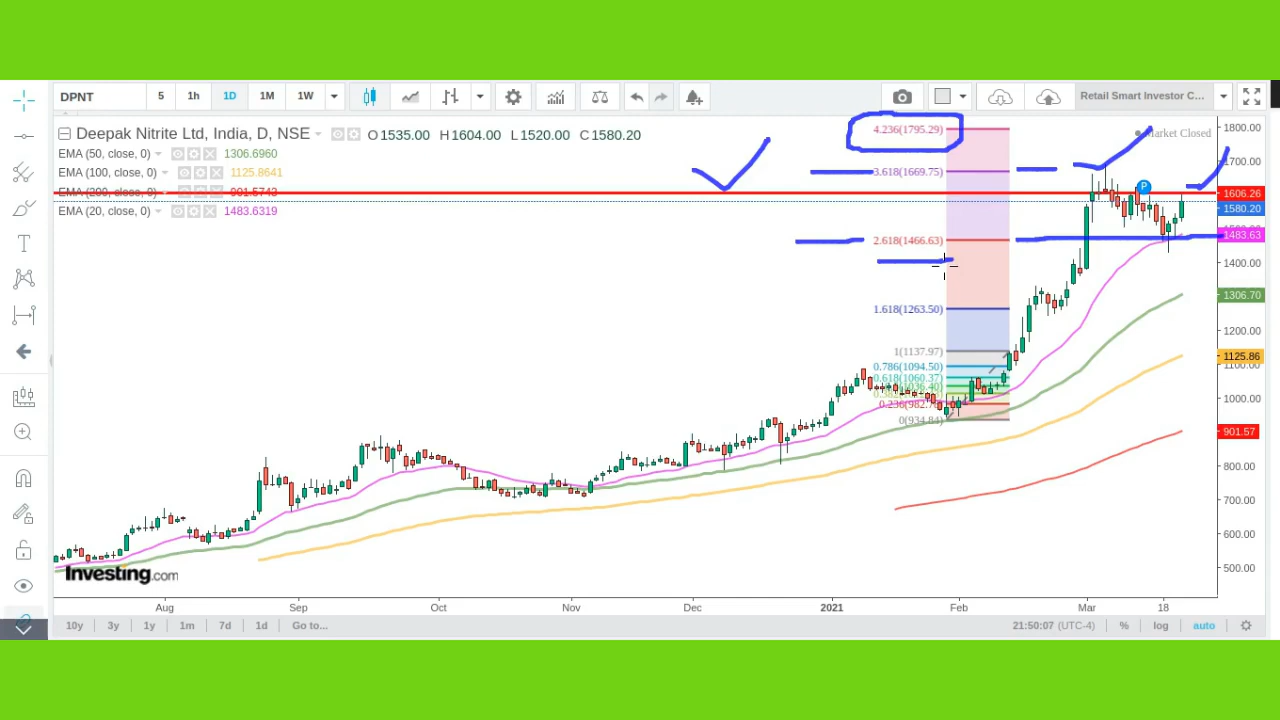 DPNT 5 1h 1D 1M 1W Retail Smart Investor C...
Deepak Nitrite Ltd, India, D, NSE O1535.00 H1604.00 L1520.00 C1580.20
Market Closed
EMA (50, close, 0) 1306.6960
EMA (100, close, 0) 1125.8641
EMA (200, close, 0) 901.5743
EMA (20, close, 0) 1483.6319
4.236(1795.29)
3.618(1669.75)
2.618(1466.63)
1.618(1263.50)
1(1137.97)
0.786(1094.50)
0.618(1060.37)
0(934.84)
P
1800.00
1700.00
1606.26
1580.20
1483.63
1400.00
1306.70
1200.00
1125.86
1000.00
901.57
800.00
700.00
600.00
500.00
Investing.com
Aug Sep Oct Nov Dec 2021 Feb Mar 18
10y 3y 1y 1m 7d 1d Go to... 21:50:07 (UTC-4) % log auto